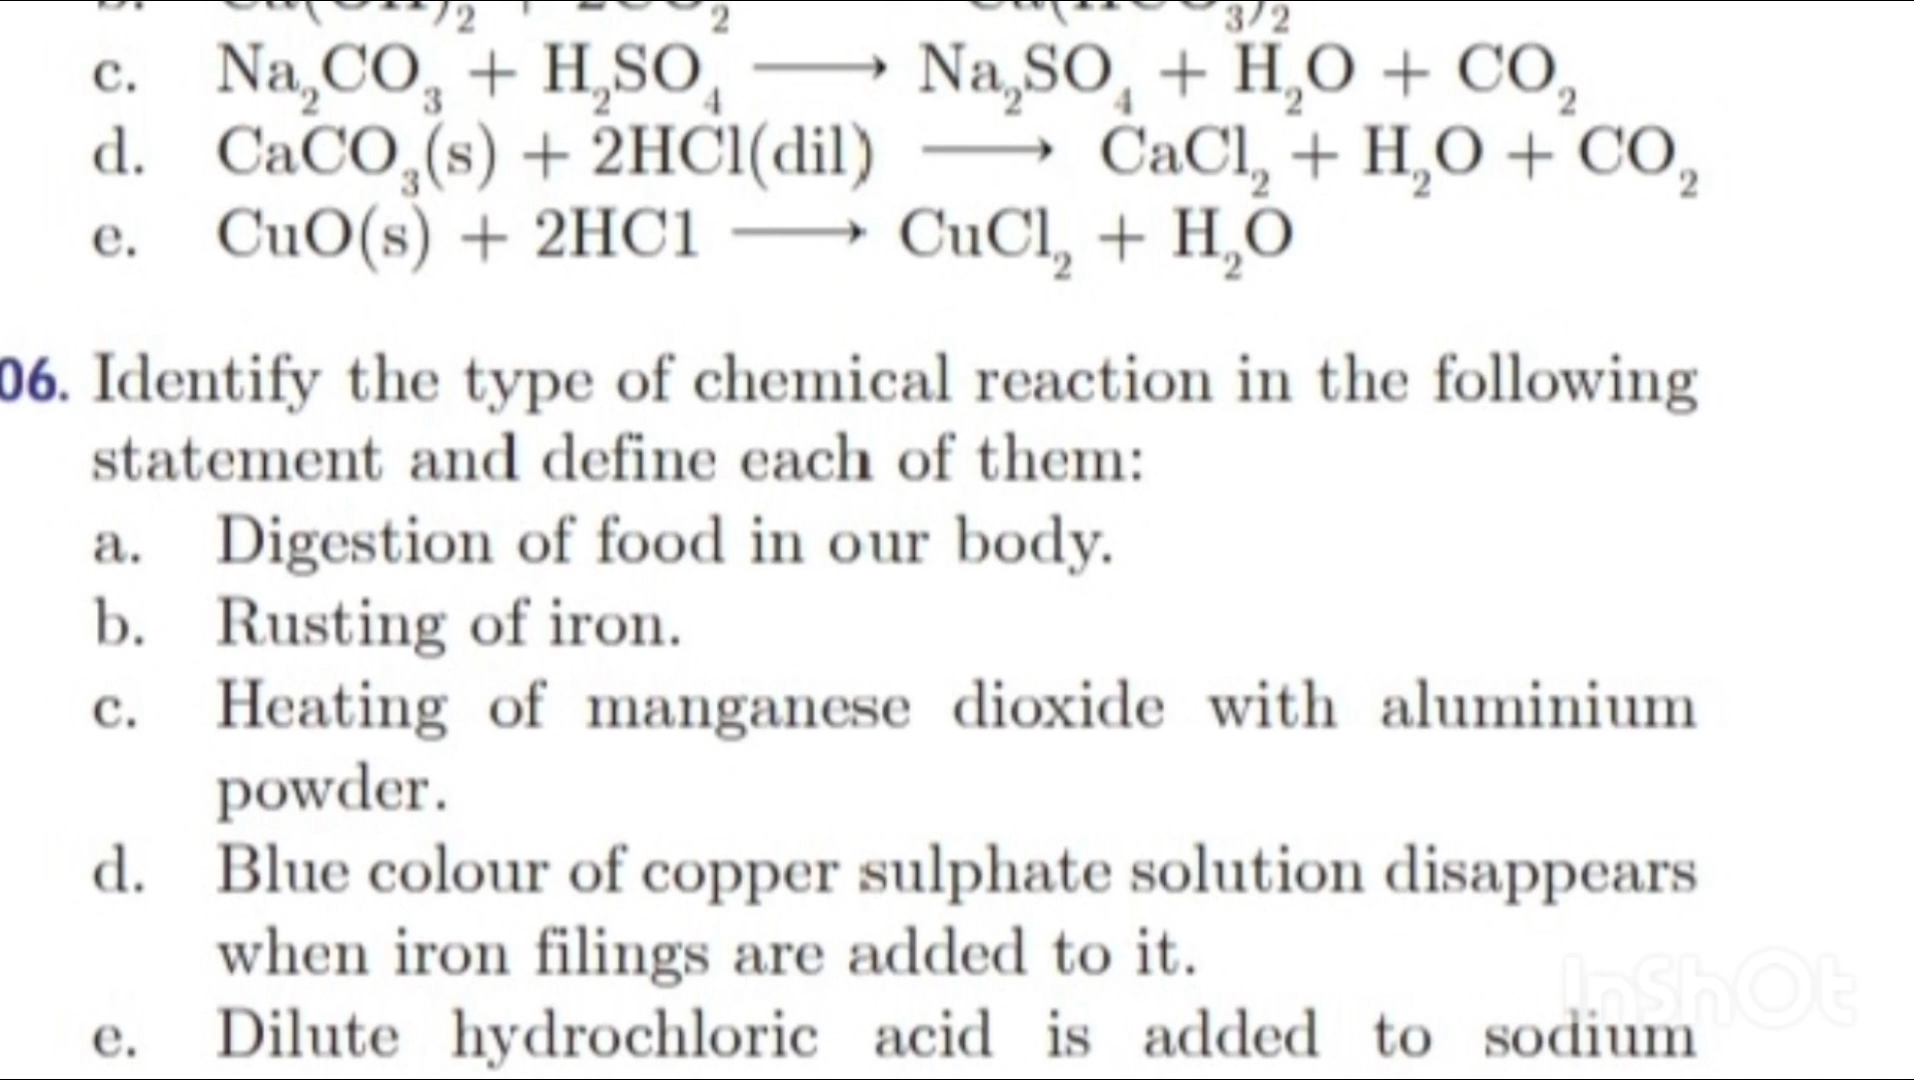 c. Na₂CO₃ + H₂SO₄ ⟶ Na₂SO₄ + H₂O + CO₂
d. CaCO₃(s) + 2HCl(dil) ⟶ CaCl₂ + H₂O + CO₂
e. CuO(s) + 2HC1 ⟶ CuCl₂ + H₂O
06. Identify the type of chemical reaction in the following
statement and define each of them:
a. Digestion of food in our body.
b. Rusting of iron.
c. Heating of manganese dioxide with aluminium
powder.
d. Blue colour of copper sulphate solution disappears
when iron filings are added to it.
e. Dilute hydrochloric acid is added to sodium
InShOt